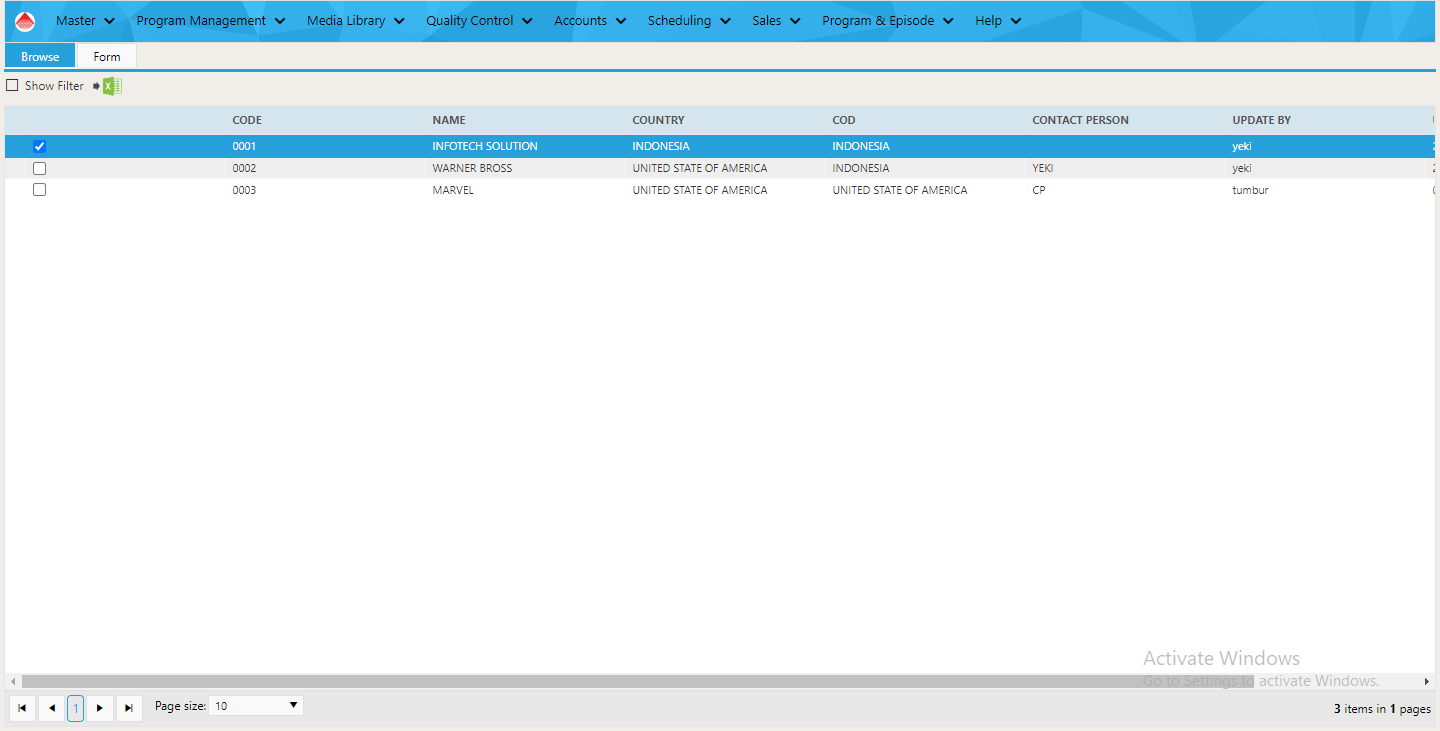 Master Program Management Media Library Quality Control Accounts Scheduling Sales Program & Episode Help
Browse Form
Show Filter
CODE NAME COUNTRY COD CONTACT PERSON UPDATE BY
0001 INFOTECH SOLUTION INDONESIA INDONESIA yeki
0002 WARNER BROSS UNITED STATE OF AMERICA INDONESIA YEKI yeki
0003 MARVEL UNITED STATE OF AMERICA UNITED STATE OF AMERICA CP tumbur
Activate Windows
Go to Settings to activate Windows.
1 Page size: 10 3 items in 1 pages